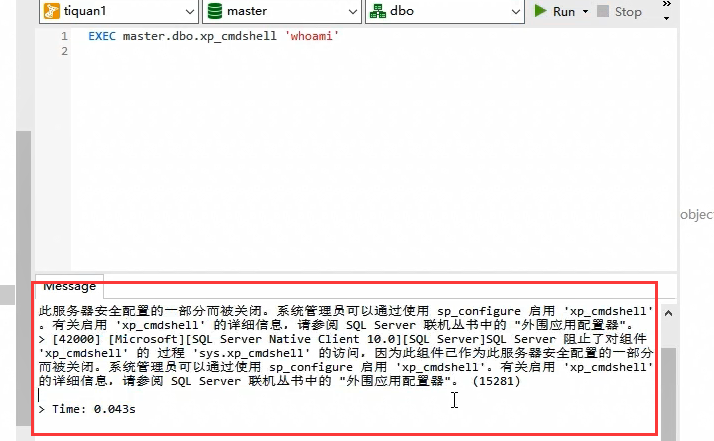 tiquan1 master dbo Run Stop
1 EXEC master.dbo.xp_cmdshell 'whoami'
2
objec
Message
此服务器安全配置的一部分而被关闭。系统管理员可以通过使用 sp_configure 启用 'xp_cmdshell'
。有关启用 'xp_cmdshell' 的详细信息，请参阅 SQL Server 联机丛书中的 "外围应用配置器"。
> [42000] [Microsoft][SQL Server Native Client 10.0][SQL Server]SQL Server 阻止了对组件
'xp_cmdshell' 的 过程 'sys.xp_cmdshell' 的访问，因为此组件已作为此服务器安全配置的一部分
而被关闭。系统管理员可以通过使用 sp_configure 启用 'xp_cmdshell'。有关启用 'xp_cmdshell'
的详细信息，请参阅 SQL Server 联机丛书中的 "外围应用配置器"。 (15281)
> Time: 0.043s